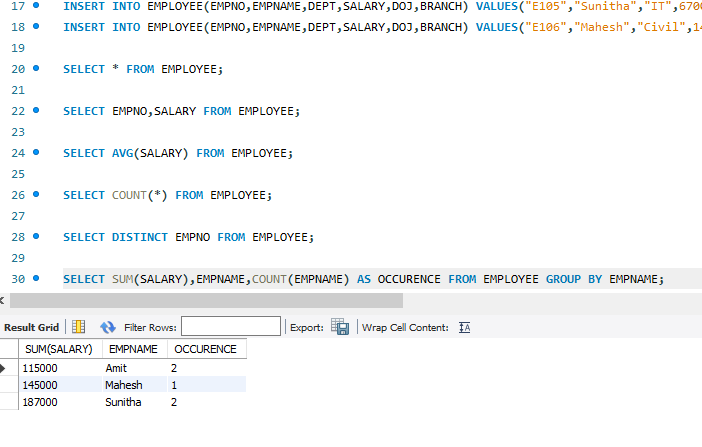 17 INSERT INTO EMPLOYEE(EMPNO,EMPNAME,DEPT,SALARY,DOJ,BRANCH) VALUES("E105","Sunitha","IT",6700
18 INSERT INTO EMPLOYEE(EMPNO,EMPNAME,DEPT,SALARY,DOJ,BRANCH) VALUES("E106","Mahesh","Civil",14
19
20 SELECT * FROM EMPLOYEE;
21
22 SELECT EMPNO,SALARY FROM EMPLOYEE;
23
24 SELECT AVG(SALARY) FROM EMPLOYEE;
25
26 SELECT COUNT(*) FROM EMPLOYEE;
27
28 SELECT DISTINCT EMPNO FROM EMPLOYEE;
29
30 SELECT SUM(SALARY),EMPNAME,COUNT(EMPNAME) AS OCCURENCE FROM EMPLOYEE GROUP BY EMPNAME;
Result Grid Filter Rows: Export: Wrap Cell Content:
SUM(SALARY) EMPNAME OCCURENCE
115000 Amit 2
145000 Mahesh 1
187000 Sunitha 2